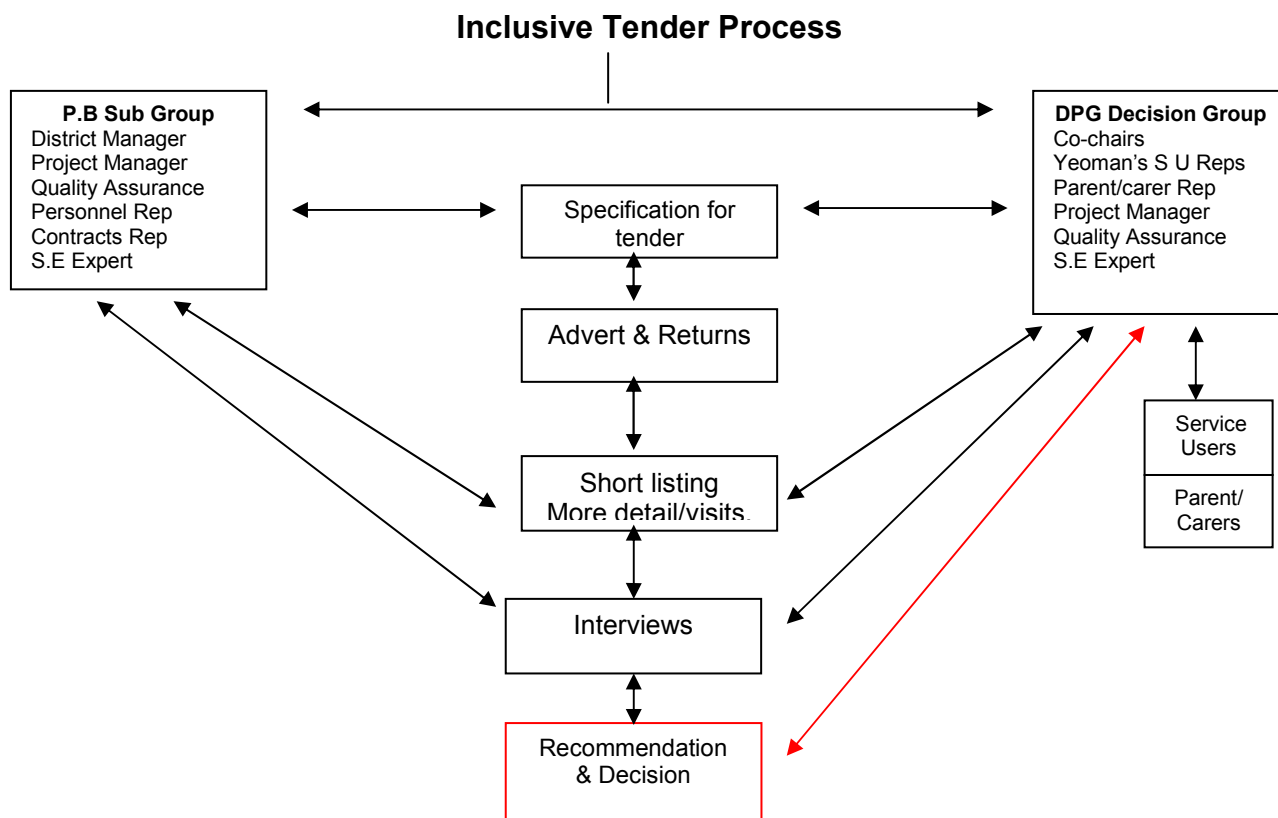 Inclusive Tender Process
P.B Sub Group
District Manager
Project Manager
Quality Assurance
Personnel Rep
Contracts Rep
S.E Expert
DPG Decision Group
Co-chairs
Yeoman’s S U Reps
Parent/carer Rep
Project Manager
Quality Assurance
S.E Expert
Specification for
tender
Advert & Returns
Short listing
More detail/visits.
Service
Users
Parent/
Carers
Interviews
Recommendation
& Decision